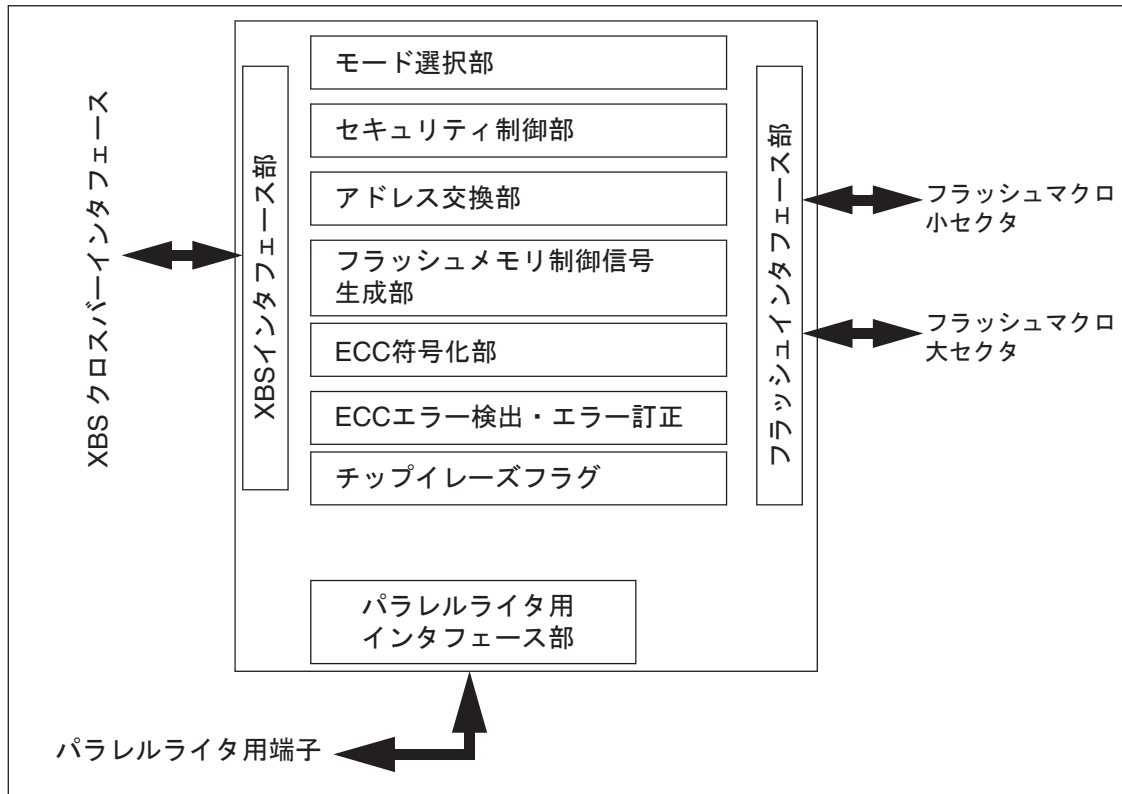 XBS クロスバーインタフェース
XBSインタフェース部
モード選択部
セキュリティ制御部
アドレス交換部
フラッシュメモリ制御信号
生成部
ECC符号化部
ECCエラー検出・エラー訂正
チップイレーズフラグ
パラレルライタ用
インタフェース部
フラッシュインタフェース部
フラッシュマクロ
小セクタ
フラッシュマクロ
大セクタ
パラレルライタ用端子